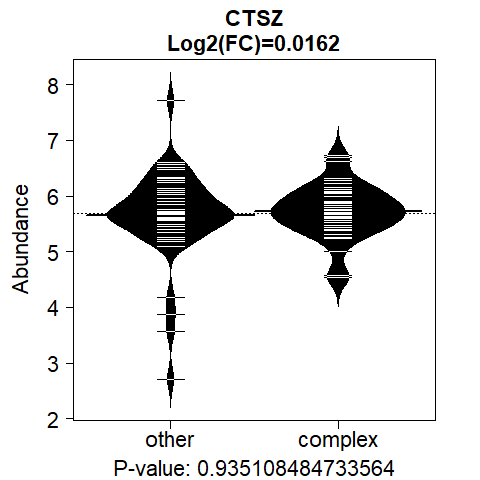 CTSZ
Log2(FC)=0.0162
Abundance
8
7
6
5
4
3
2
other complex
P-value: 0.935108484733564